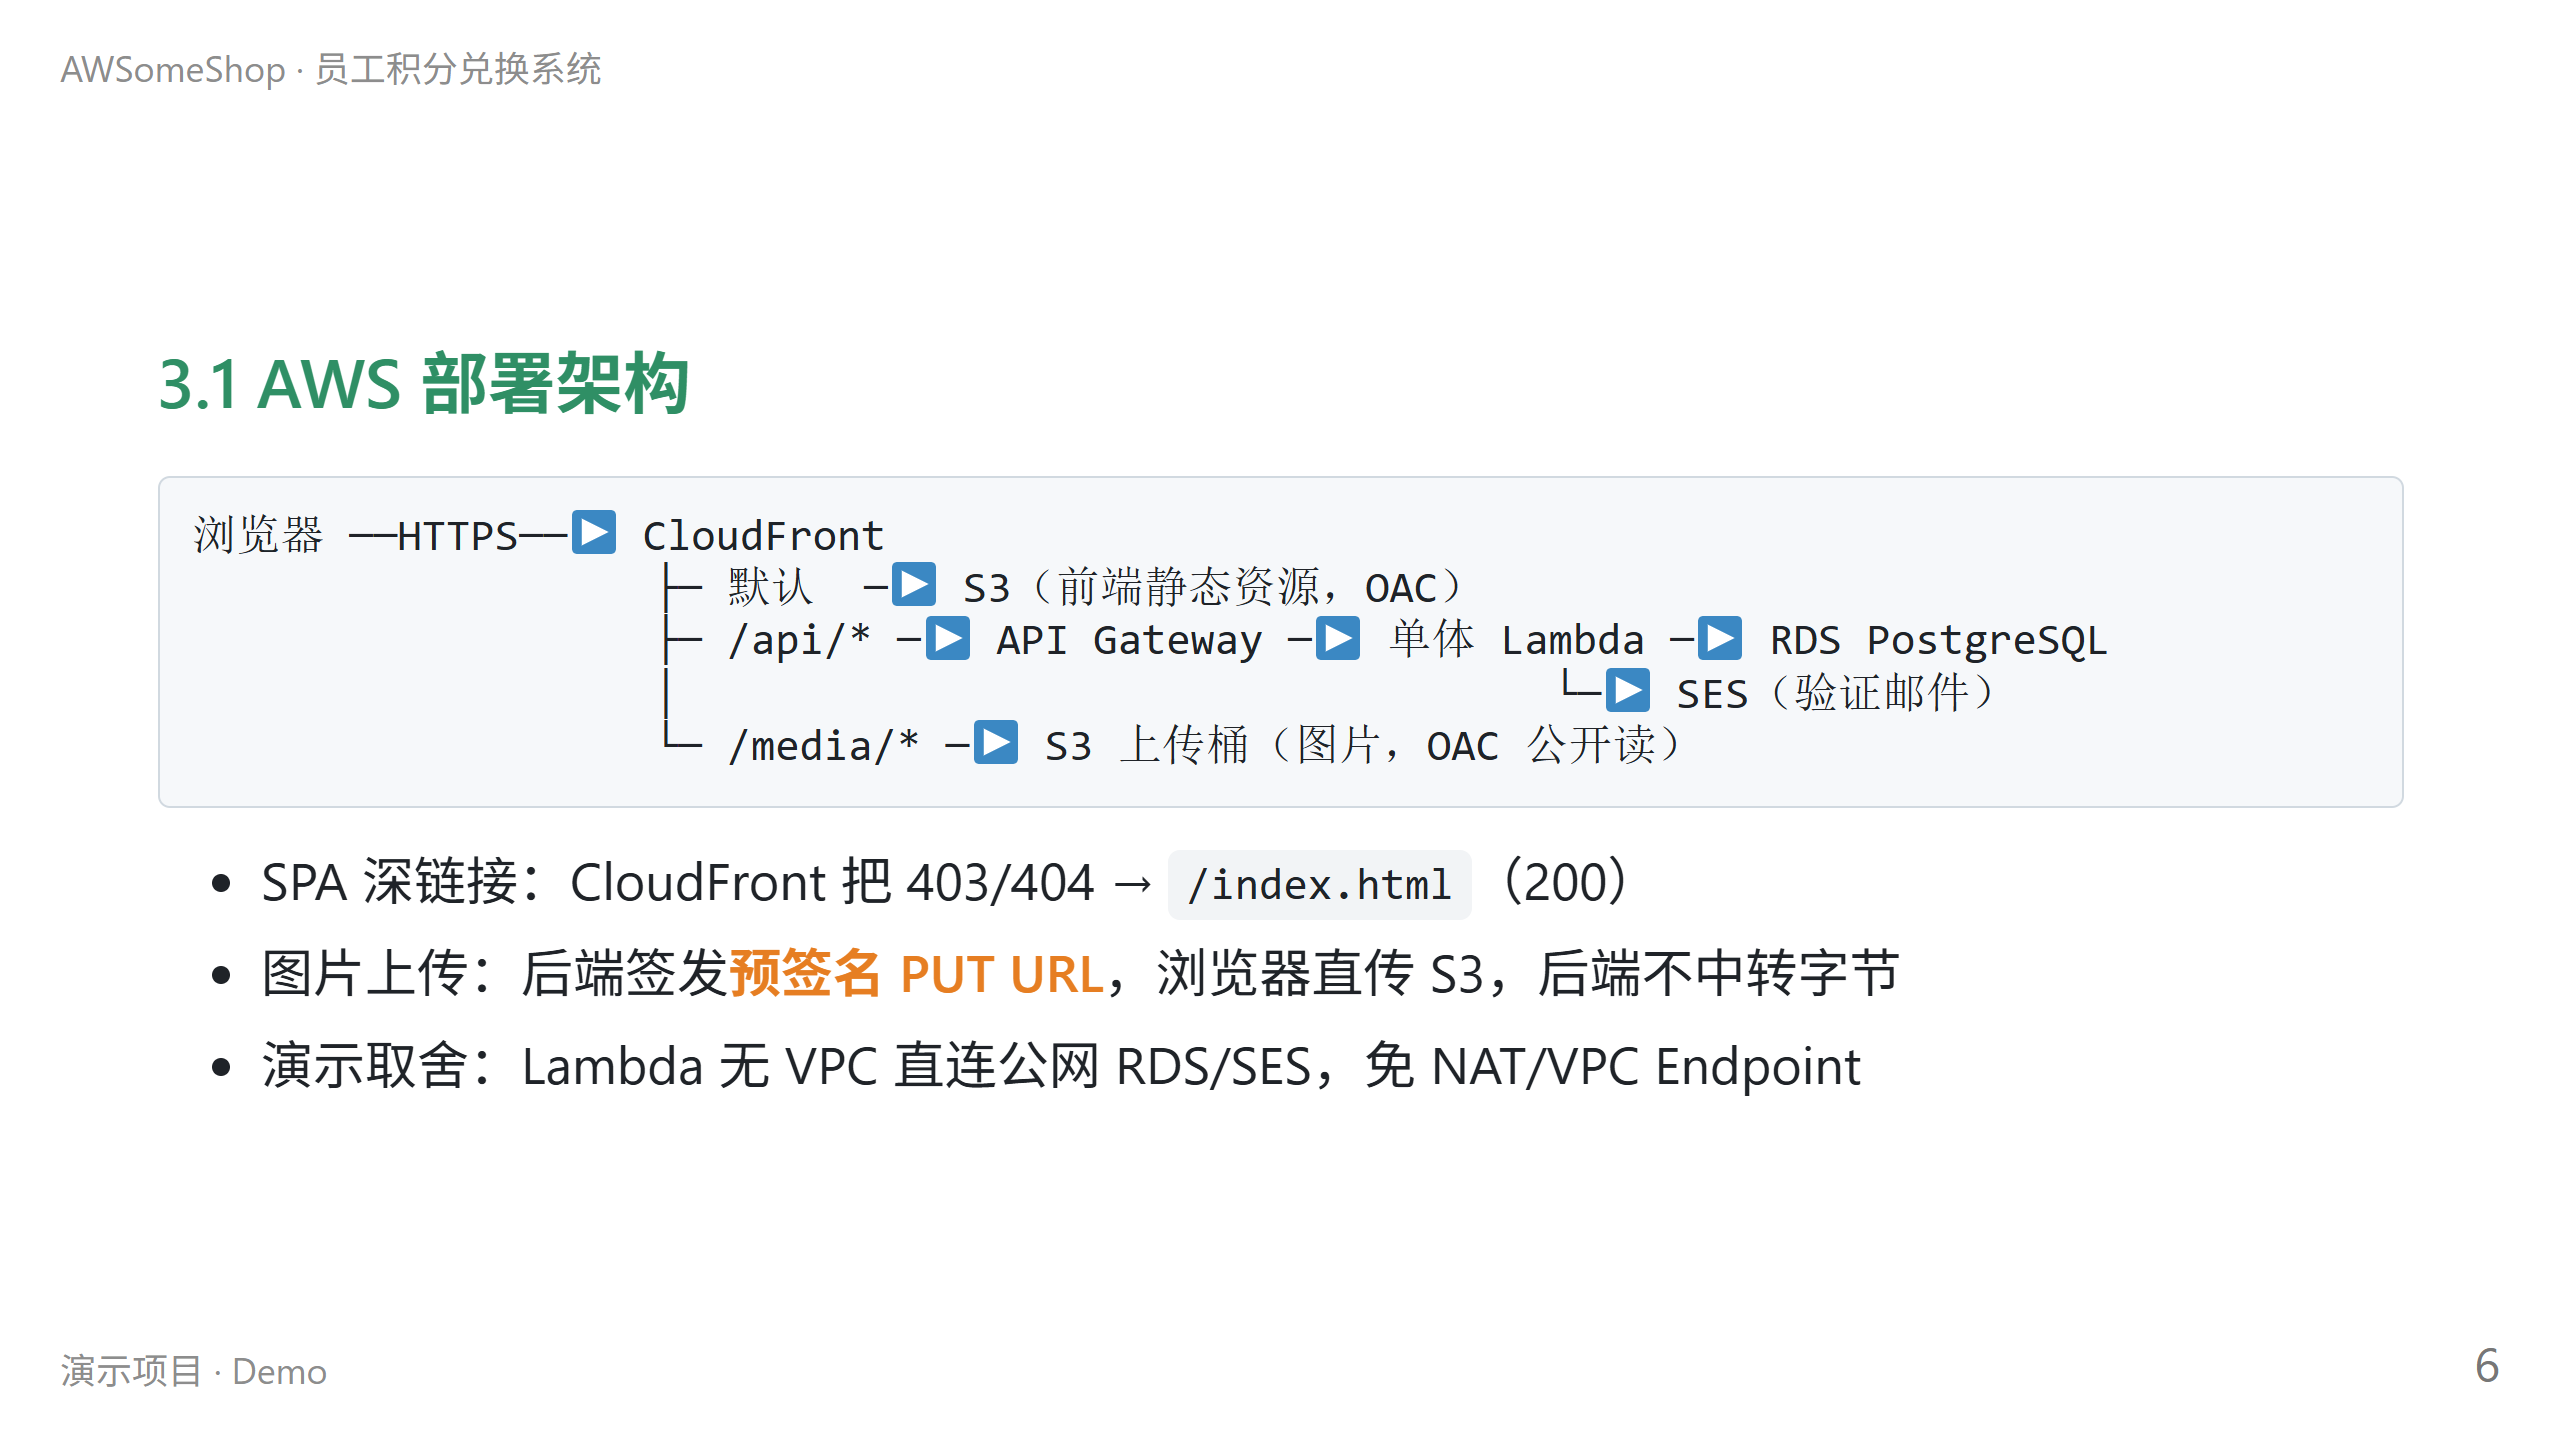 AWSomeShop · 员工积分兑换系统
3.1 AWS 部署架构
浏览器 ──HTTPS──▶ CloudFront
├─ 默认  ─▶ S3（前端静态资源，OAC）
├─ /api/* ─▶ API Gateway ─▶ 单体 Lambda ─▶ RDS PostgreSQL
│                                     └─▶ SES（验证邮件）
└─ /media/* ─▶ S3 上传桶（图片，OAC 公开读）
• SPA 深链接：CloudFront 把 403/404 → /index.html（200）
• 图片上传：后端签发预签名 PUT URL，浏览器直传 S3，后端不中转字节
• 演示取舍：Lambda 无 VPC 直连公网 RDS/SES，免 NAT/VPC Endpoint
演示项目 · Demo
6